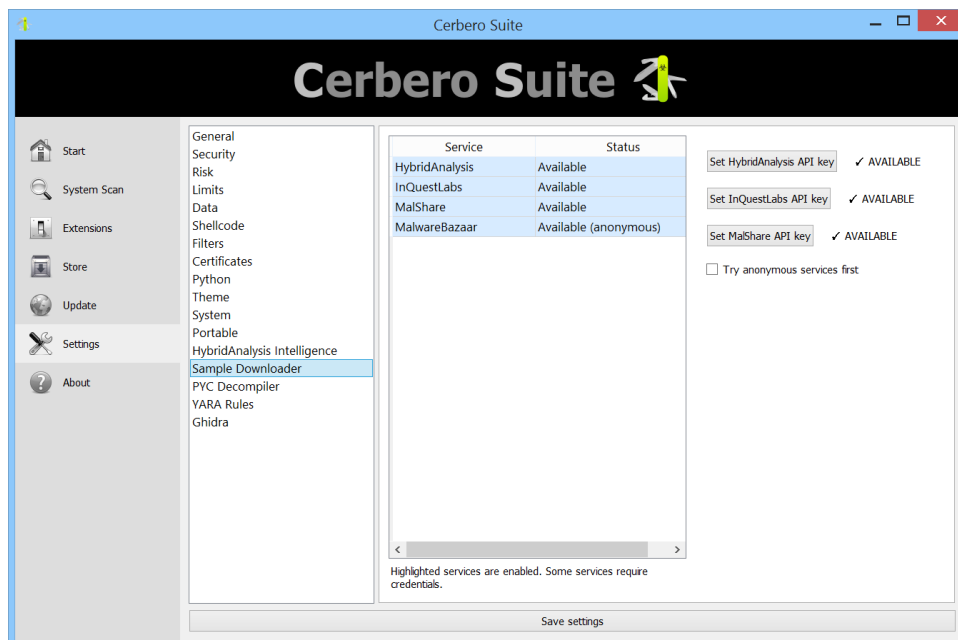 Cerbero Suite
Cerbero Suite
Start
System Scan
Extensions
Store
Update
Settings
About
General
Security
Risk
Limits
Data
Shellcode
Filters
Certificates
Python
Theme
System
Portable
HybridAnalysis Intelligence
Sample Downloader
PYC Decompiler
YARA Rules
Ghidra
Service Status
HybridAnalysis Available
InQuestLabs Available
MalShare Available
MalwareBazaar Available (anonymous)
Highlighted services are enabled. Some services require
credentials.
Set HybridAnalysis API key ✓ AVAILABLE
Set InQuestLabs API key ✓ AVAILABLE
Set MalShare API key ✓ AVAILABLE
Try anonymous services first
Save settings